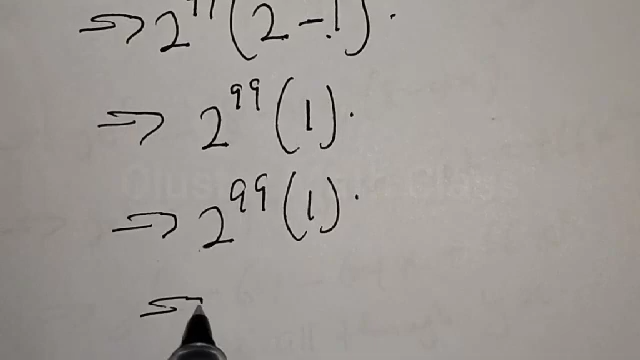 ⇒ 2^99 (2 - 1).
⇒ 2^99 (1).
⇒ 2^99 (1).